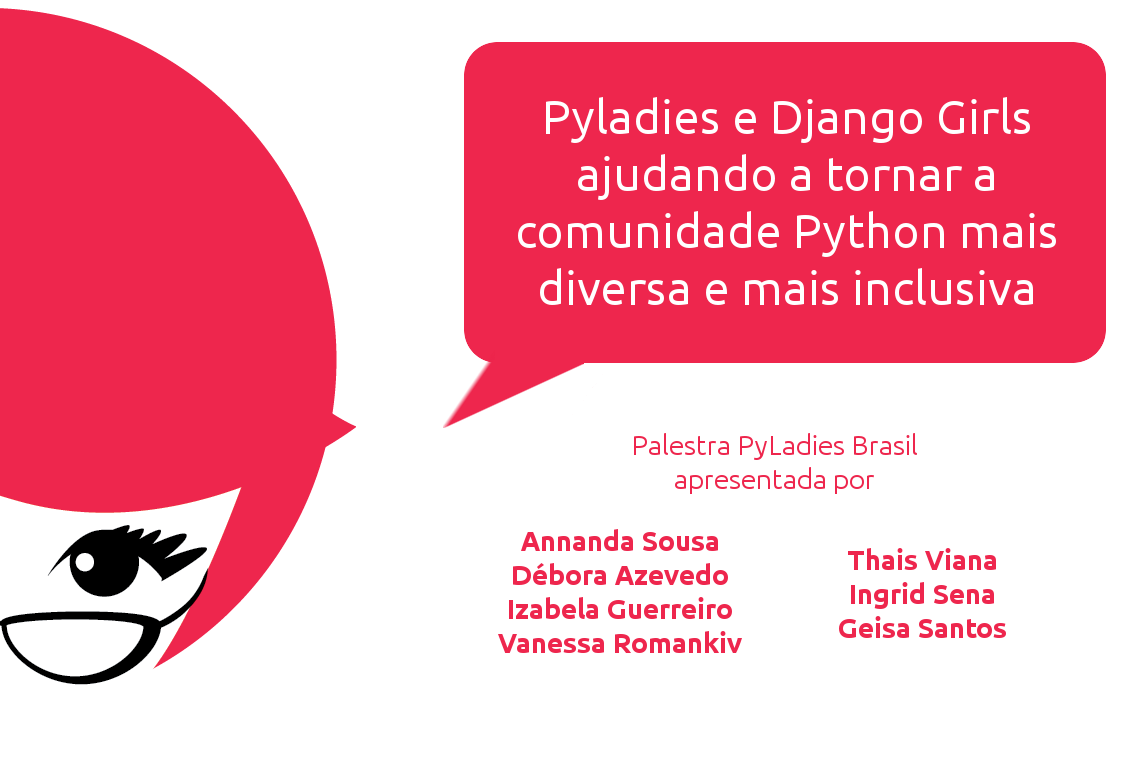 Pyladies e Django Girls
ajudando a tornar a
comunidade Python mais
diversa e mais inclusiva
Palestra PyLadies Brasil
apresentada por
Annanda Sousa
Débora Azevedo
Izabela Guerreiro
Vanessa Romankiv
Thais Viana
Ingrid Sena
Geisa Santos